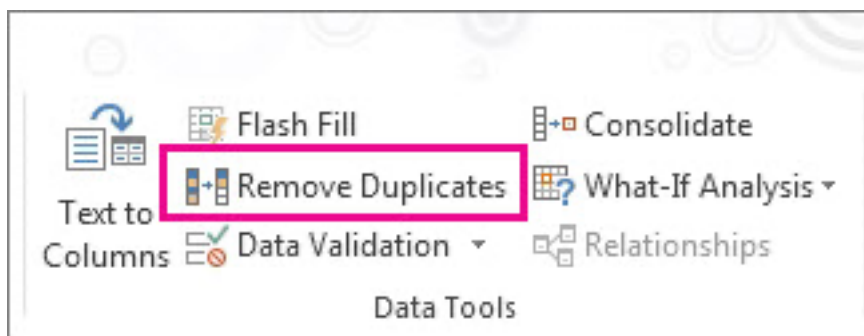 Text to
Columns
Flash Fill
Remove Duplicates
Data Validation
Consolidate
What-If Analysis
Relationships
Data Tools